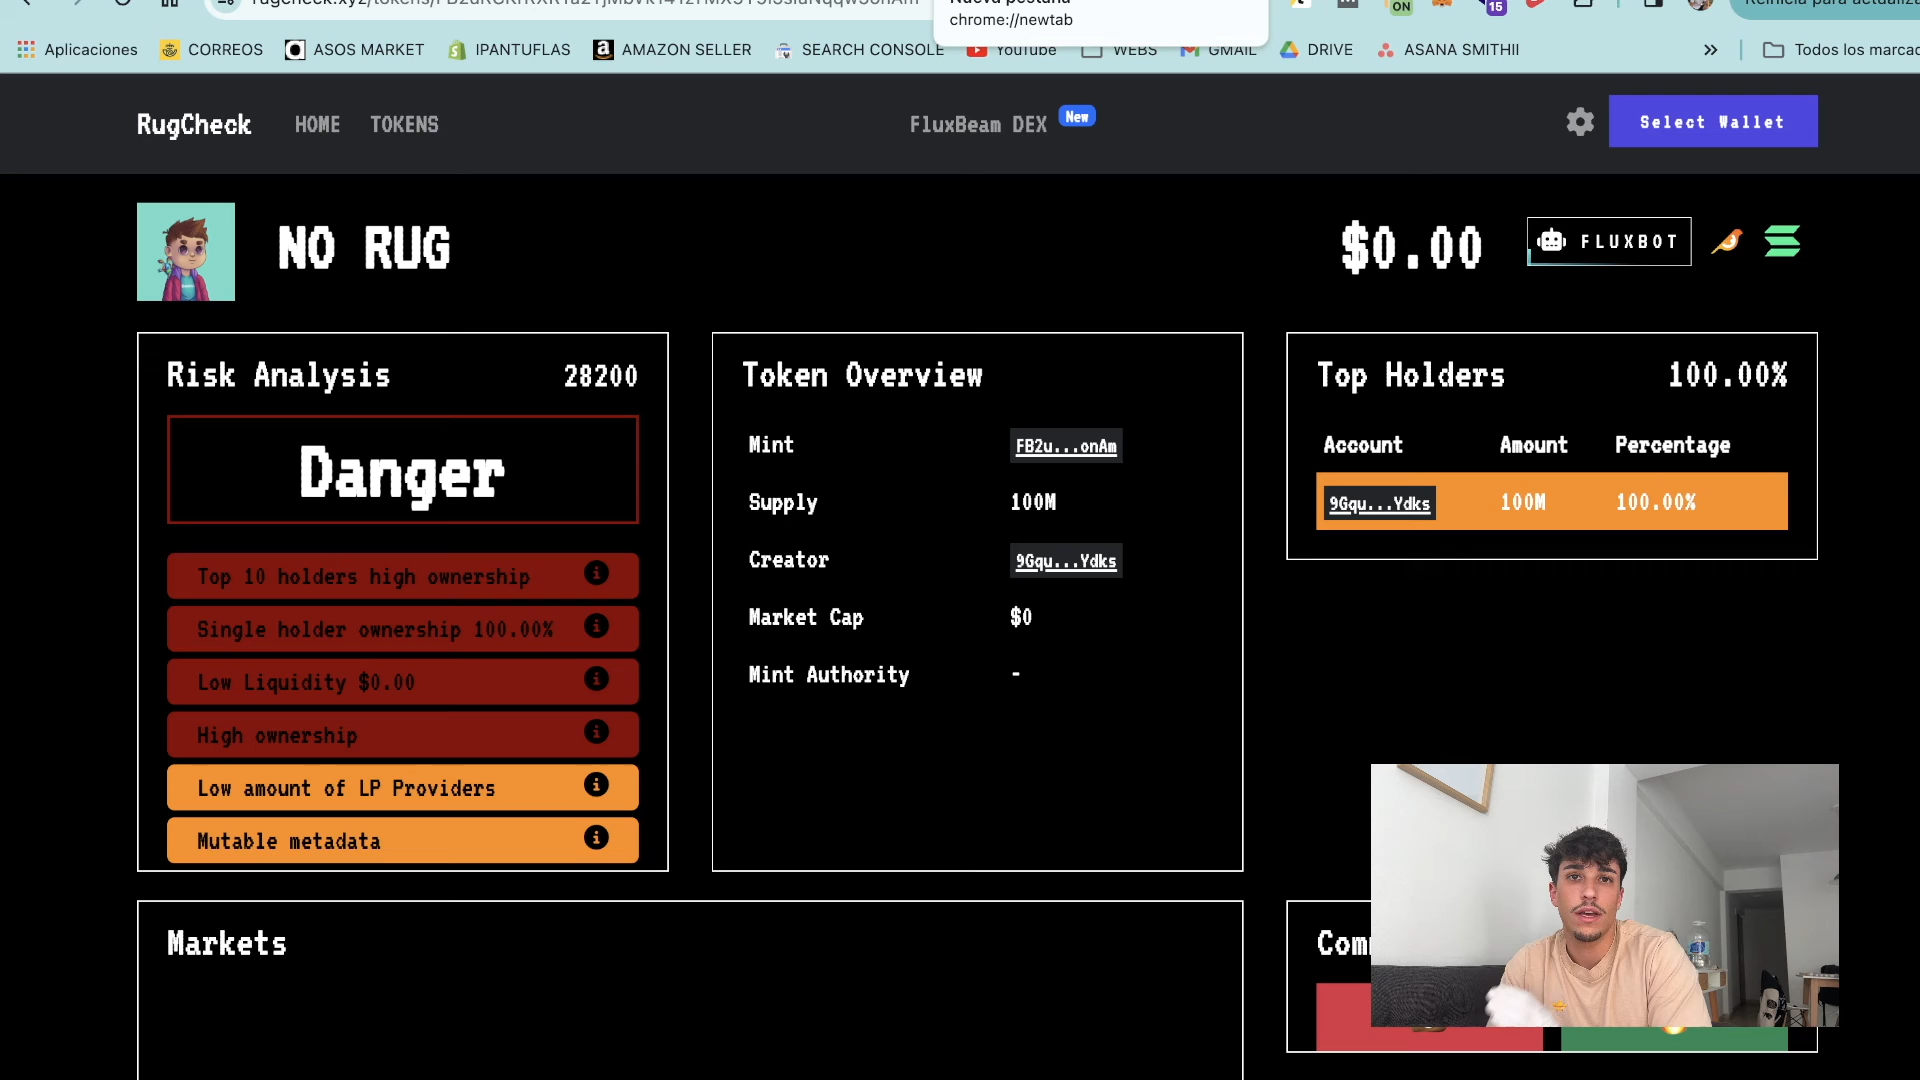 chrome://newtab
ON
15
Aplicaciones
CORREOS
ASOS MARKET
IPANTUFLAS
AMAZON SELLER
SEARCH CONSOLE
YouTube
WEBS
GMAIL
DRIVE
ASANA SMITHII
Todos los marcad
RugCheck
HOME
TOKENS
FluxBeam DEX
New
Select Wallet
NO RUG
$0.00
FLUXBOT
Risk Analysis
28200
Danger
Top 10 holders high ownership
Single holder ownership 100.00%
Low Liquidity $0.00
High ownership
Low amount of LP Providers
Mutable metadata
Token Overview
Mint
FB2u...onAm
Supply
100M
Creator
9Gqu...Ydks
Market Cap
$0
Mint Authority
-
Top Holders
100.00%
Account
Amount
Percentage
9Gqu...Ydks
100M
100.00%
Markets
Com